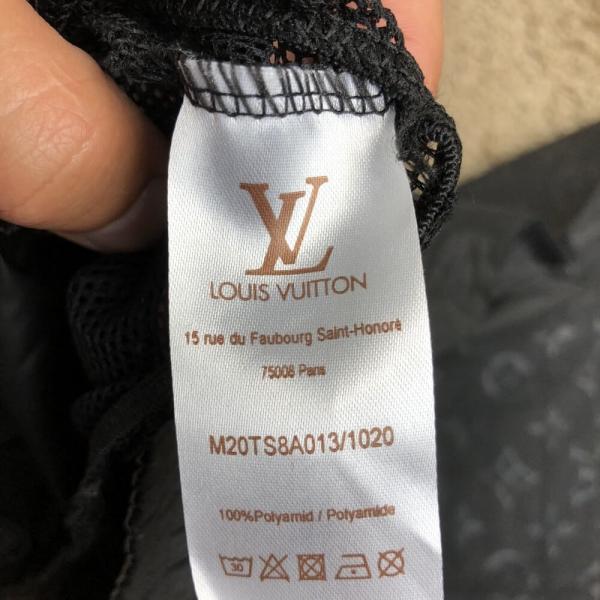 LV
LOUIS VUITTON
15 rue du Faubourg Saint-Honoré
75008 Paris
M20TS8A013/1020
100%Polyamid / Polyamide
30